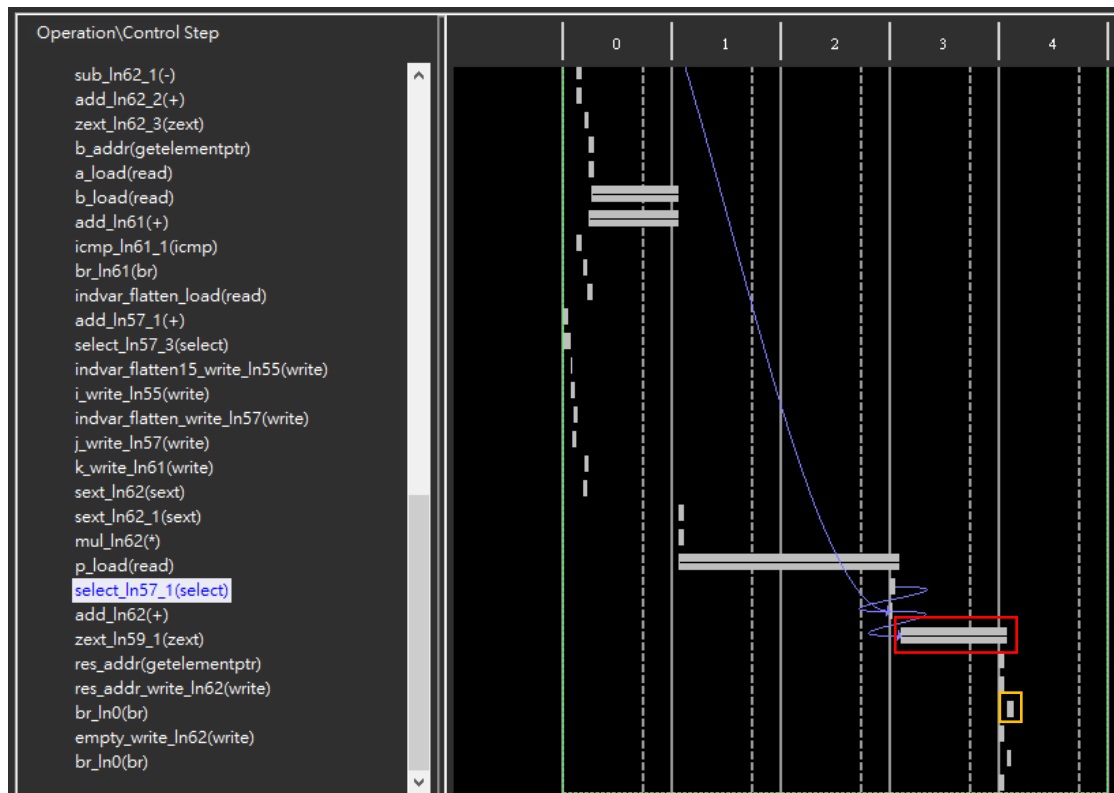 Operation\Control Step
0 1 2 3 4
sub_ln62_1(-)
add_ln62_2(+)
zext_ln62_3(zext)
b_addr(getelementptr)
a_load(read)
b_load(read)
add_ln61(+)
icmp_ln61_1(icmp)
br_ln61(br)
indvar_flatten_load(read)
add_ln57_1(+)
select_ln57_3(select)
indvar_flatten15_write_ln55(write)
i_write_ln55(write)
indvar_flatten_write_ln57(write)
j_write_ln57(write)
k_write_ln61(write)
sext_ln62(sext)
sext_ln62_1(sext)
mul_ln62(*)
p_load(read)
select_ln57_1(select)
add_ln62(+)
zext_ln59_1(zext)
res_addr(getelementptr)
res_addr_write_ln62(write)
br_ln0(br)
empty_write_ln62(write)
br_ln0(br)